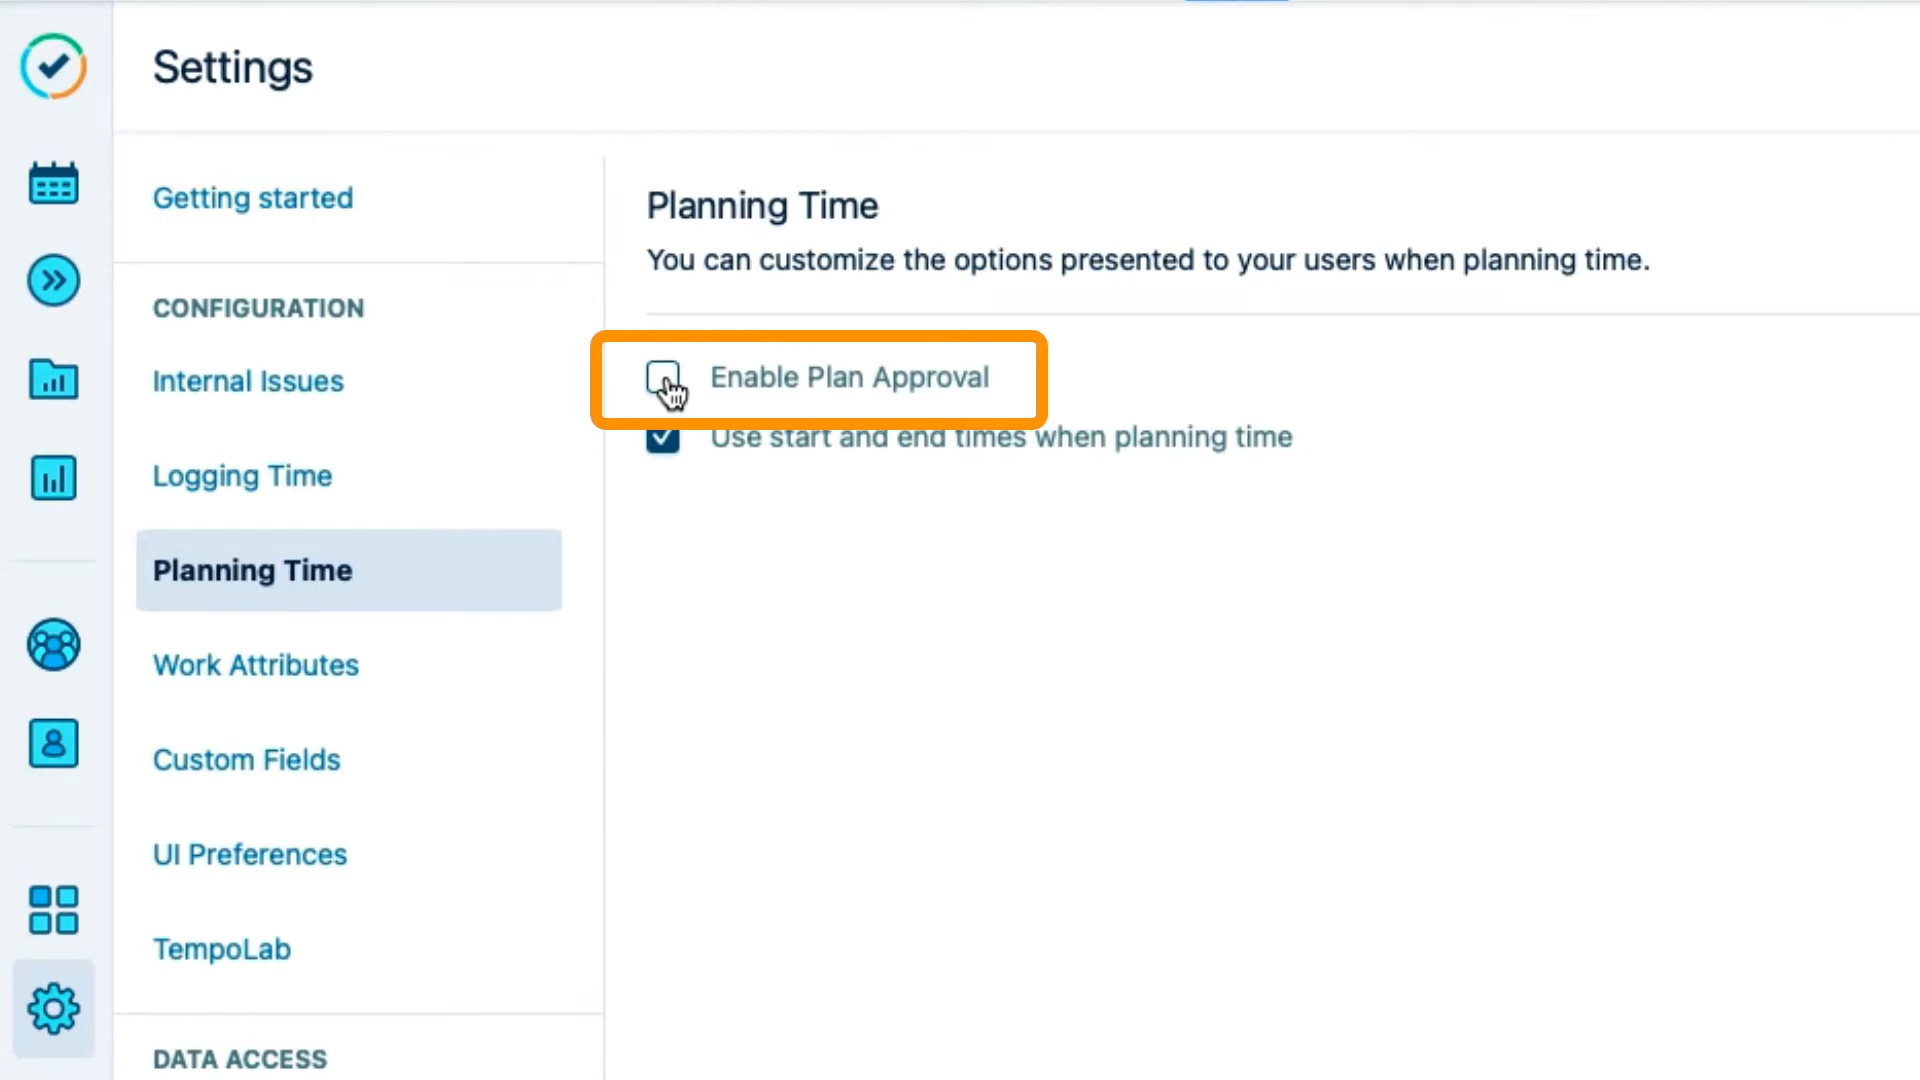 Settings
Getting started
CONFIGURATION
Internal Issues
Logging Time
Planning Time
Work Attributes
Custom Fields
UI Preferences
TempoLab
DATA ACCESS
Planning Time
You can customize the options presented to your users when planning time.
Enable Plan Approval
Use start and end times when planning time